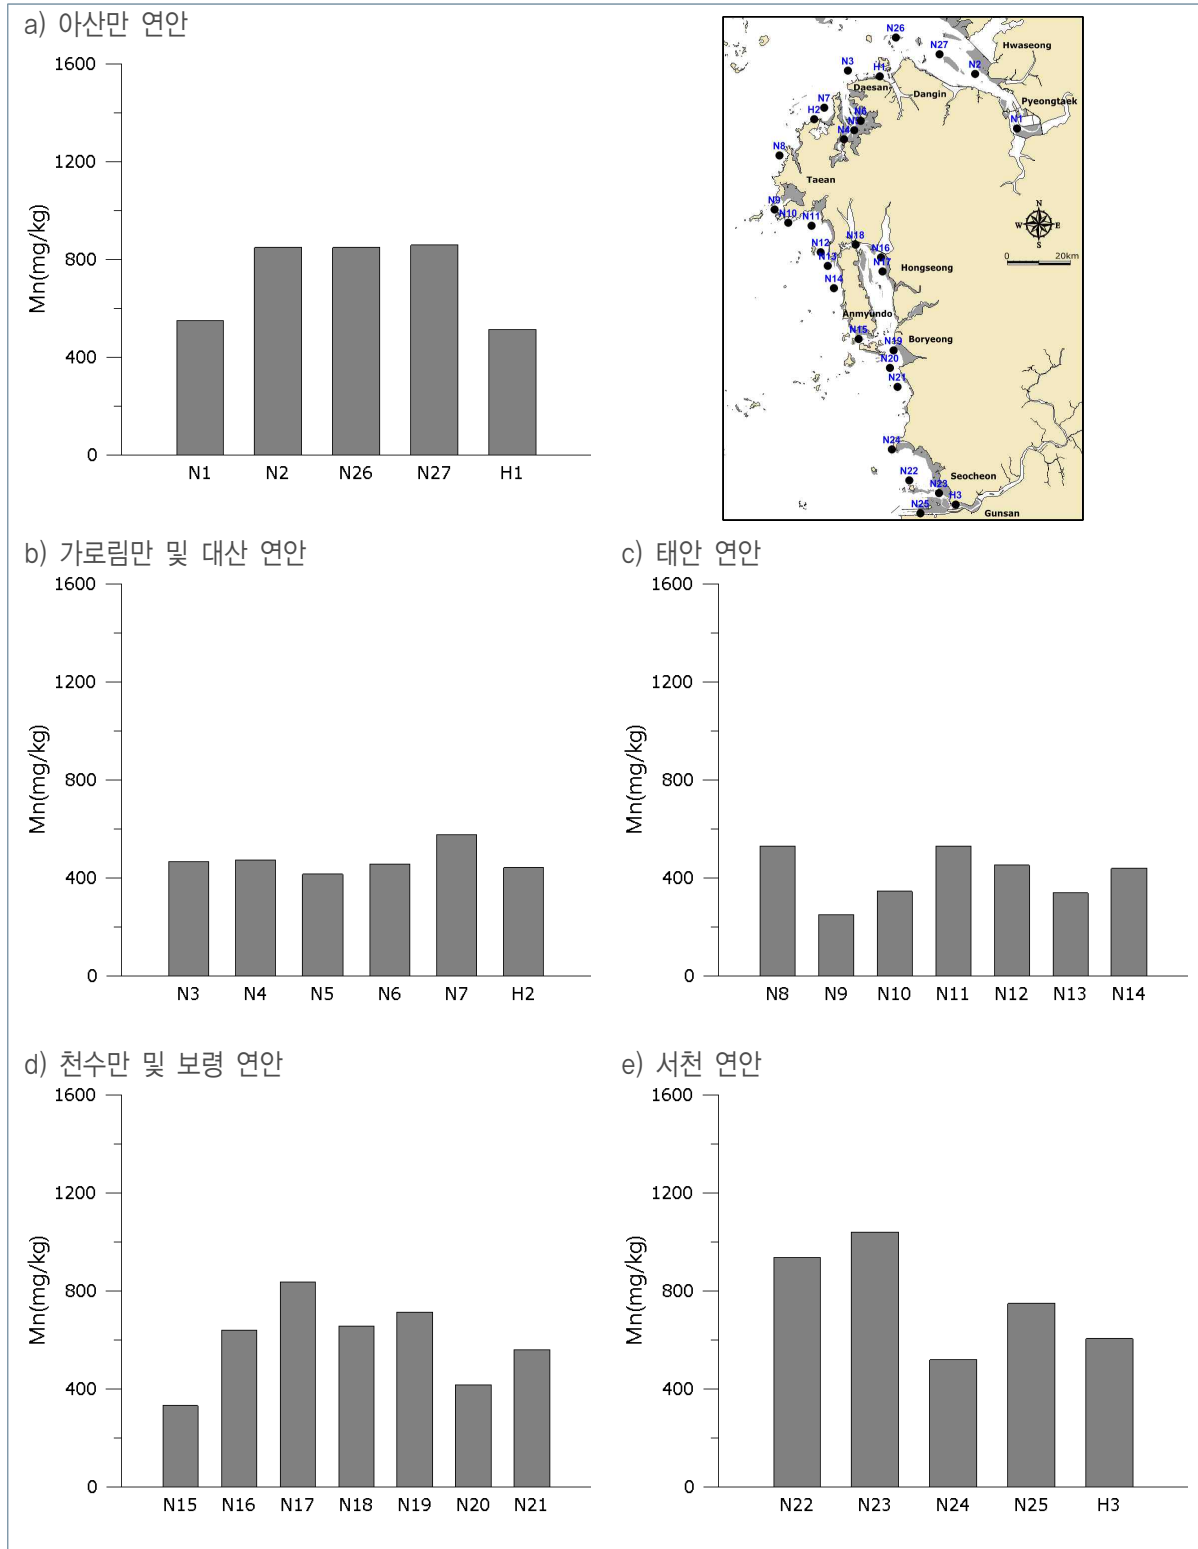 a) 아산만 연안
1600
1200
800
400
0
Mn(mg/kg)
N1 N2 N26 N27 H1
N26
N27
Hwaseong
N3
H1
N2
Daesan
Dangin
Pyeongtaek
N7
H2
N6
N5
N4
N1
N8
Taean
N9
N10
N11
N
W E
S
0 20km
N12
N13
N14
N18
N16
N17
Hongseong
Anmyundo
N15
N19
Boryeong
N20
N21
N24
N22
Seocheon
N23
H3
N25
Gunsan
b) 가로림만 및 대산 연안
1600
1200
800
400
0
Mn(mg/kg)
N3 N4 N5 N6 N7 H2
c) 태안 연안
1600
1200
800
400
0
Mn(mg/kg)
N8 N9 N10 N11 N12 N13 N14
d) 천수만 및 보령 연안
1600
1200
800
400
0
Mn(mg/kg)
N15 N16 N17 N18 N19 N20 N21
e) 서천 연안
1600
1200
800
400
0
Mn(mg/kg)
N22 N23 N24 N25 H3